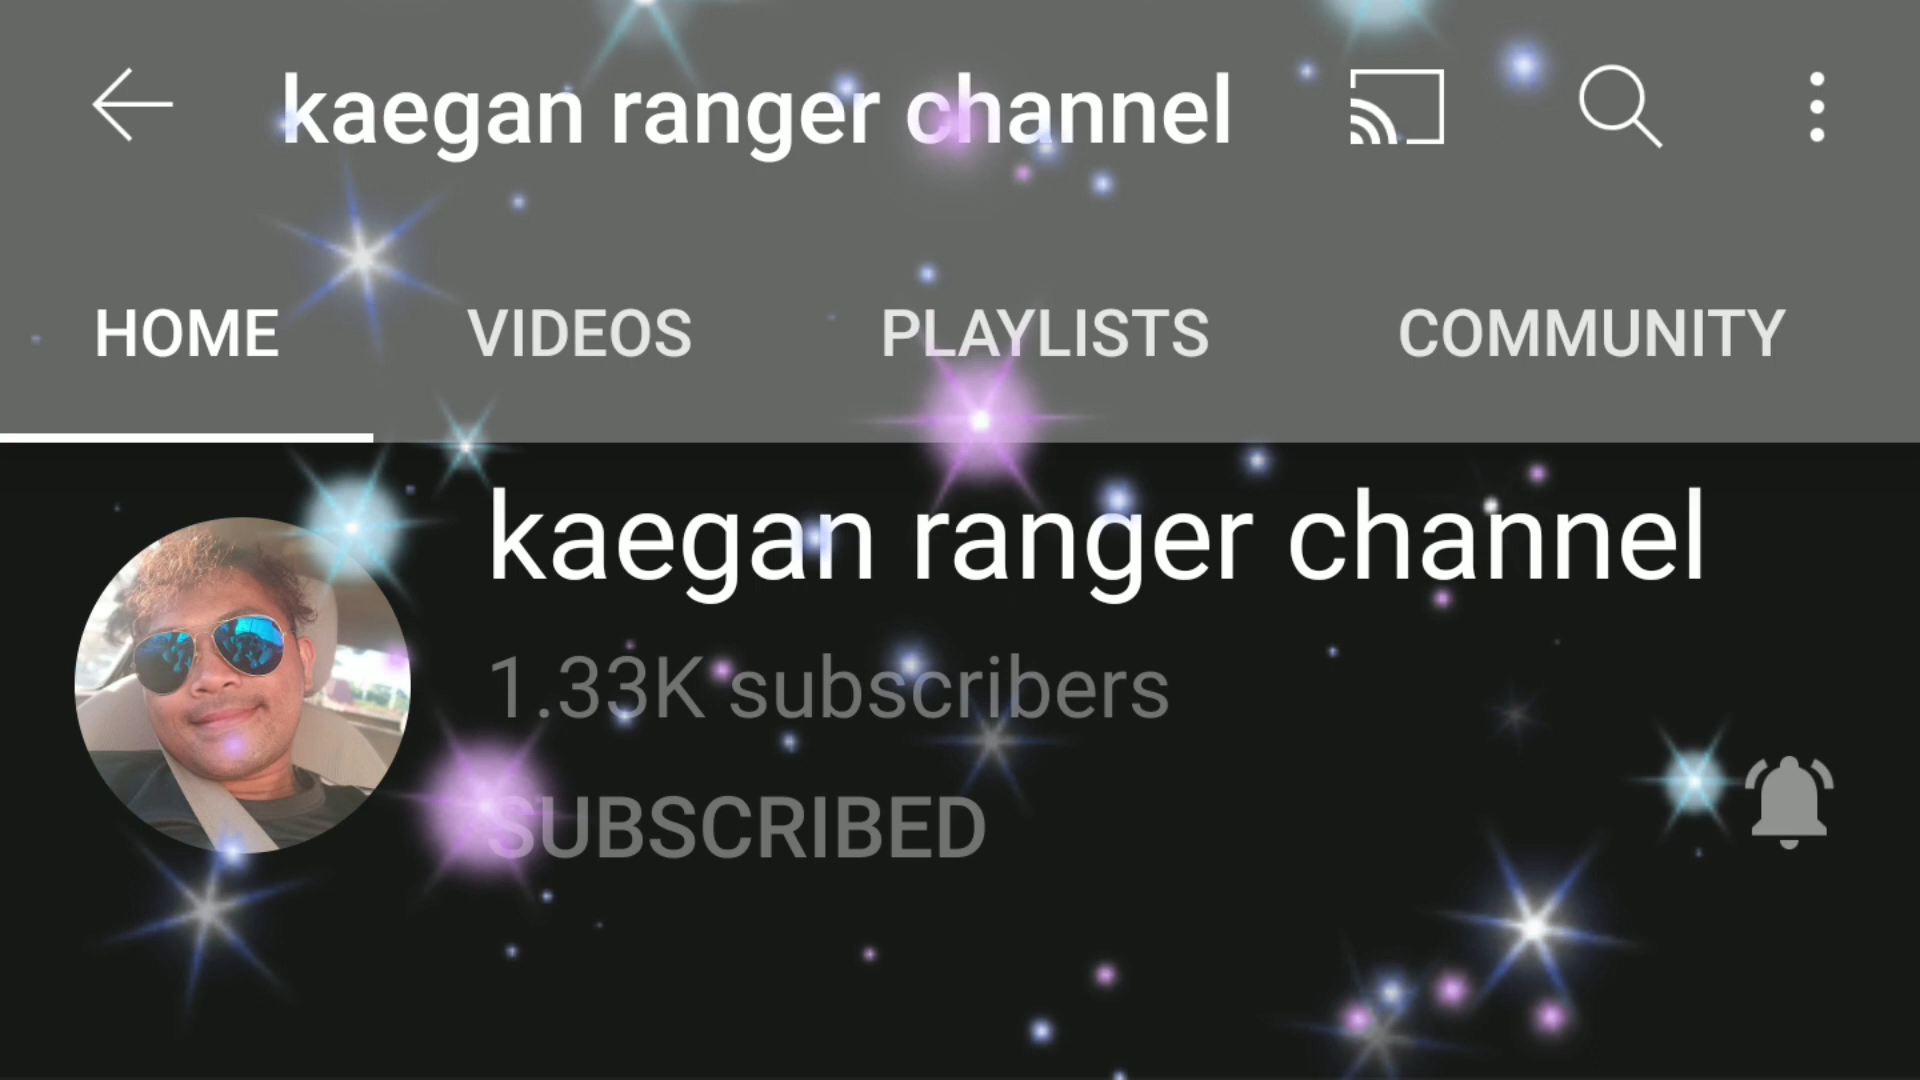 kaegan ranger channel
HOME VIDEOS PLAYLISTS COMMUNITY
kaegan ranger channel
1.33K subscribers
SUBSCRIBED